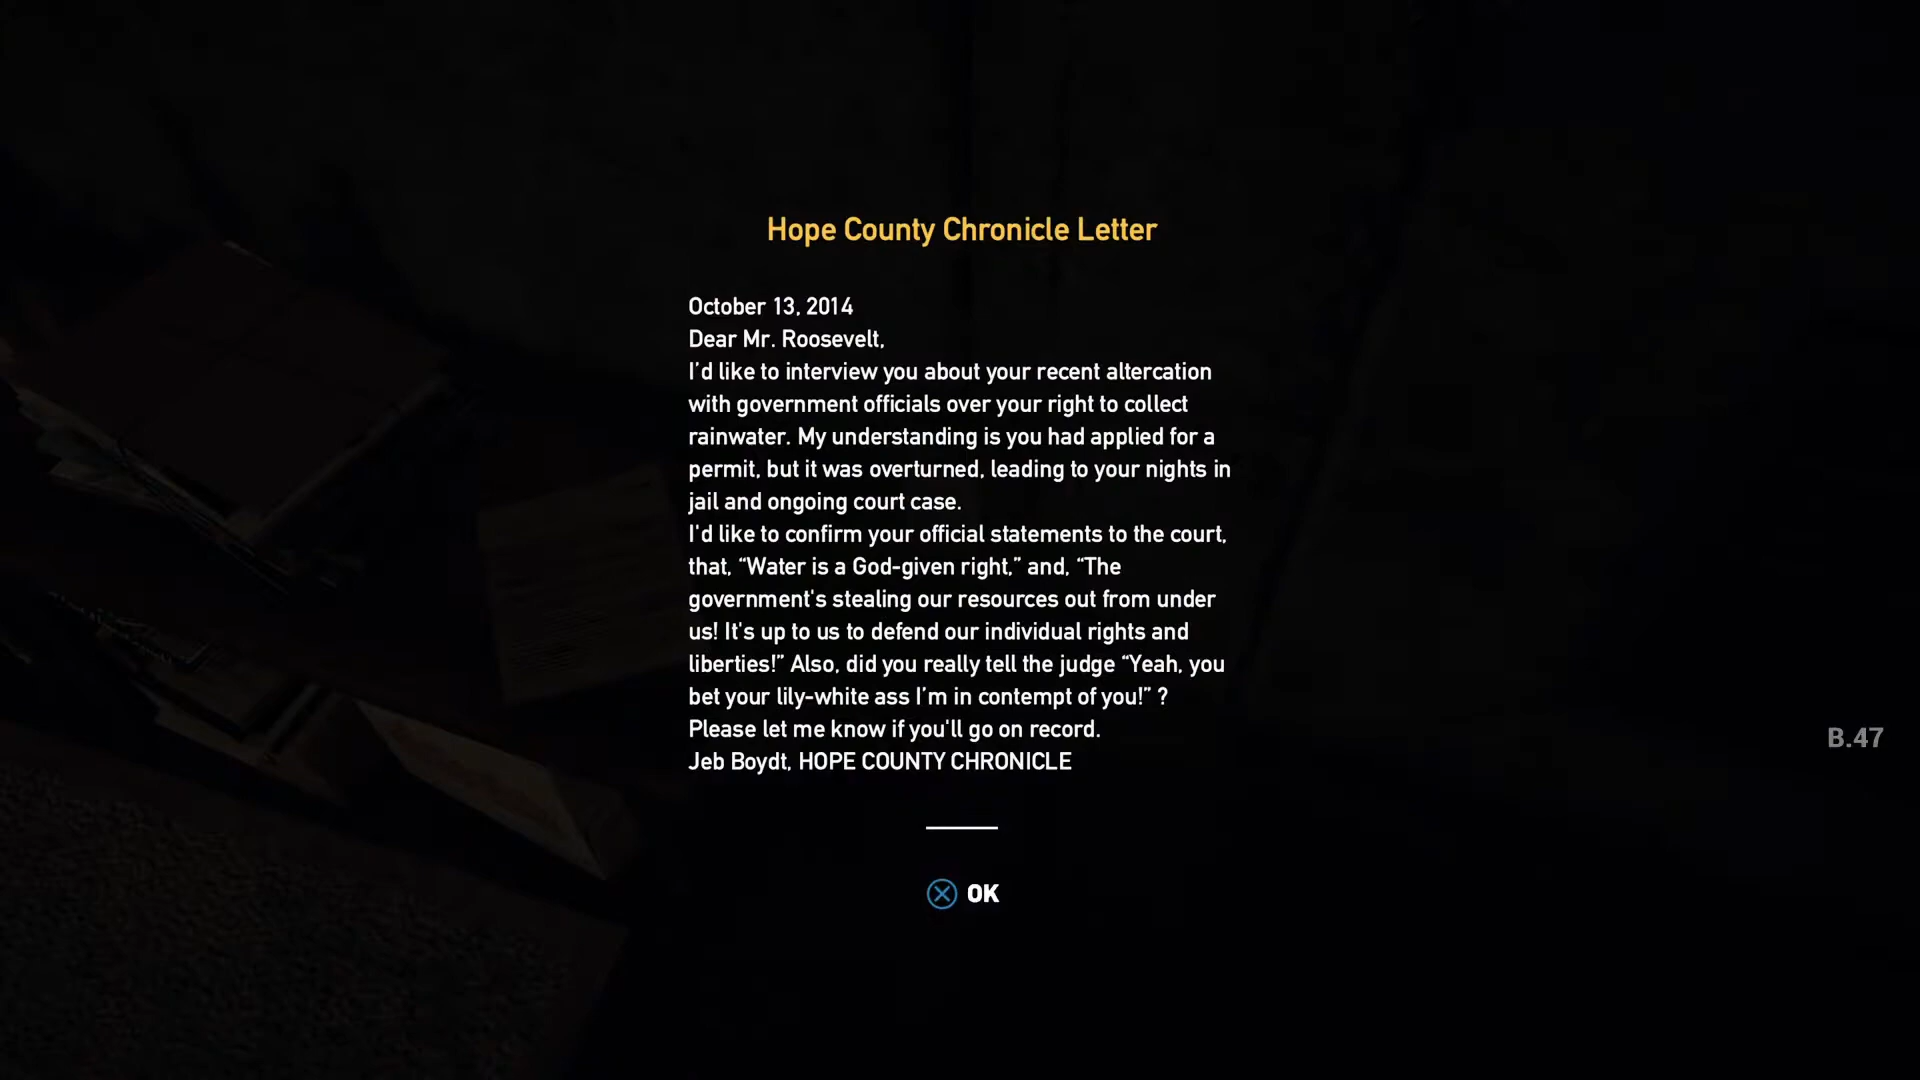 Hope County Chronicle Letter
October 13, 2014
Dear Mr. Roosevelt,
I’d like to interview you about your recent altercation
with government officials over your right to collect
rainwater. My understanding is you had applied for a
permit, but it was overturned, leading to your nights in
jail and ongoing court case.
I'd like to confirm your official statements to the court,
that, “Water is a God-given right,” and, “The
government's stealing our resources out from under
us! It's up to us to defend our individual rights and
liberties!” Also, did you really tell the judge “Yeah, you
bet your lily-white ass I’m in contempt of you!” ?
Please let me know if you'll go on record.
Jeb Boydt, HOPE COUNTY CHRONICLE
OK
B.47